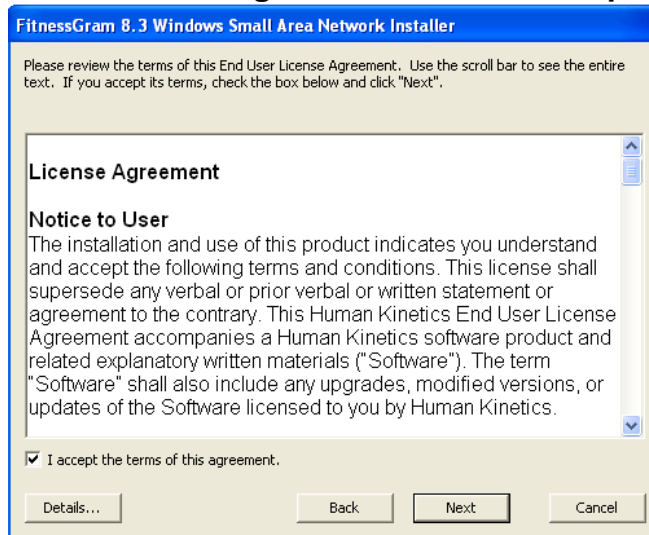 FitnessGram 8.3 Windows Small Area Network Installer
Please review the terms of this End User License Agreement. Use the scroll bar to see the entire
text. If you accept its terms, check the box below and click "Next".
License Agreement
Notice to User
The installation and use of this product indicates you understand
and accept the following terms and conditions. This license shall
supersede any verbal or prior verbal or written statement or
agreement to the contrary. This Human Kinetics End User License
Agreement accompanies a Human Kinetics software product and
related explanatory written materials ("Software"). The term
"Software" shall also include any upgrades, modified versions, or
updates of the Software licensed to you by Human Kinetics.
I accept the terms of this agreement.
Details... Back Next Cancel